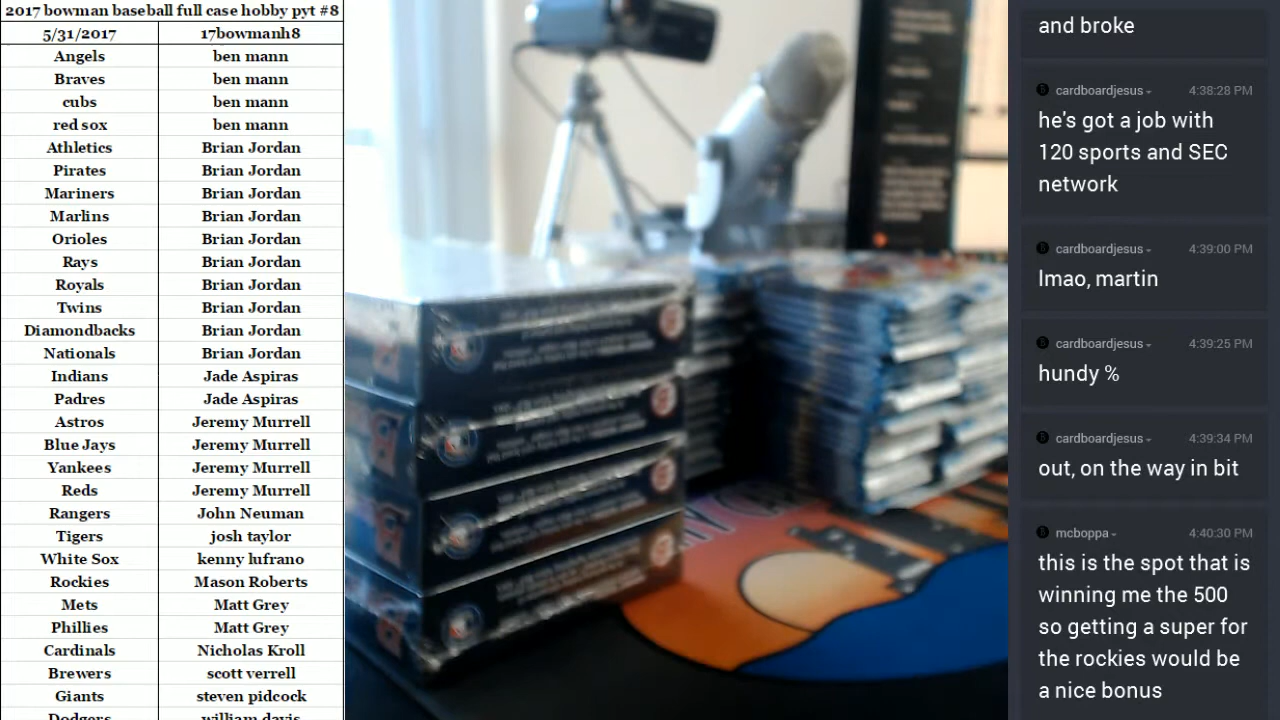 2017 bowman baseball full case hobby pyt #8
5/31/2017 17bowmanh8
Angels ben mann
Braves ben mann
cubs ben mann
red sox ben mann
Athletics Brian Jordan
Pirates Brian Jordan
Mariners Brian Jordan
Marlins Brian Jordan
Orioles Brian Jordan
Rays Brian Jordan
Royals Brian Jordan
Twins Brian Jordan
Diamondbacks Brian Jordan
Nationals Brian Jordan
Indians Jade Aspiras
Padres Jade Aspiras
Astros Jeremy Murrell
Blue Jays Jeremy Murrell
Yankees Jeremy Murrell
Reds Jeremy Murrell
Rangers John Neuman
Tigers josh taylor
White Sox kenny lufrano
Rockies Mason Roberts
Mets Matt Grey
Phillies Matt Grey
Cardinals Nicholas Kroll
Brewers scott verrell
Giants steven pidcock
Dodgers william davis
and broke
cardboardjesus 4:38:28 PM
he's got a job with
120 sports and SEC
network
cardboardjesus 4:39:00 PM
lmao, martin
cardboardjesus 4:39:25 PM
hundy %
cardboardjesus 4:39:34 PM
out, on the way in bit
mcboppa 4:40:30 PM
this is the spot that is
winning me the 500
so getting a super for
the rockies would be
a nice bonus